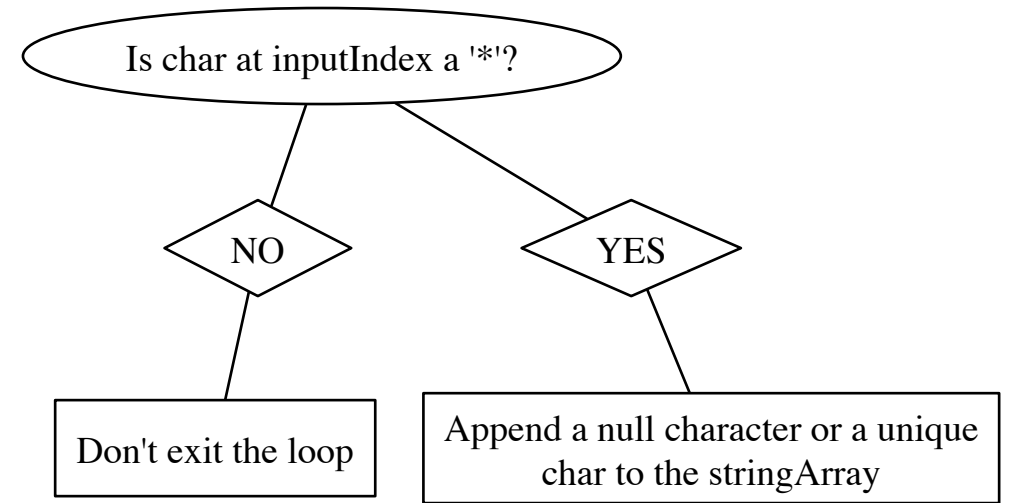 Is char at inputIndex a '*'?
NO
YES
Don't exit the loop
Append a null character or a unique
char to the stringArray